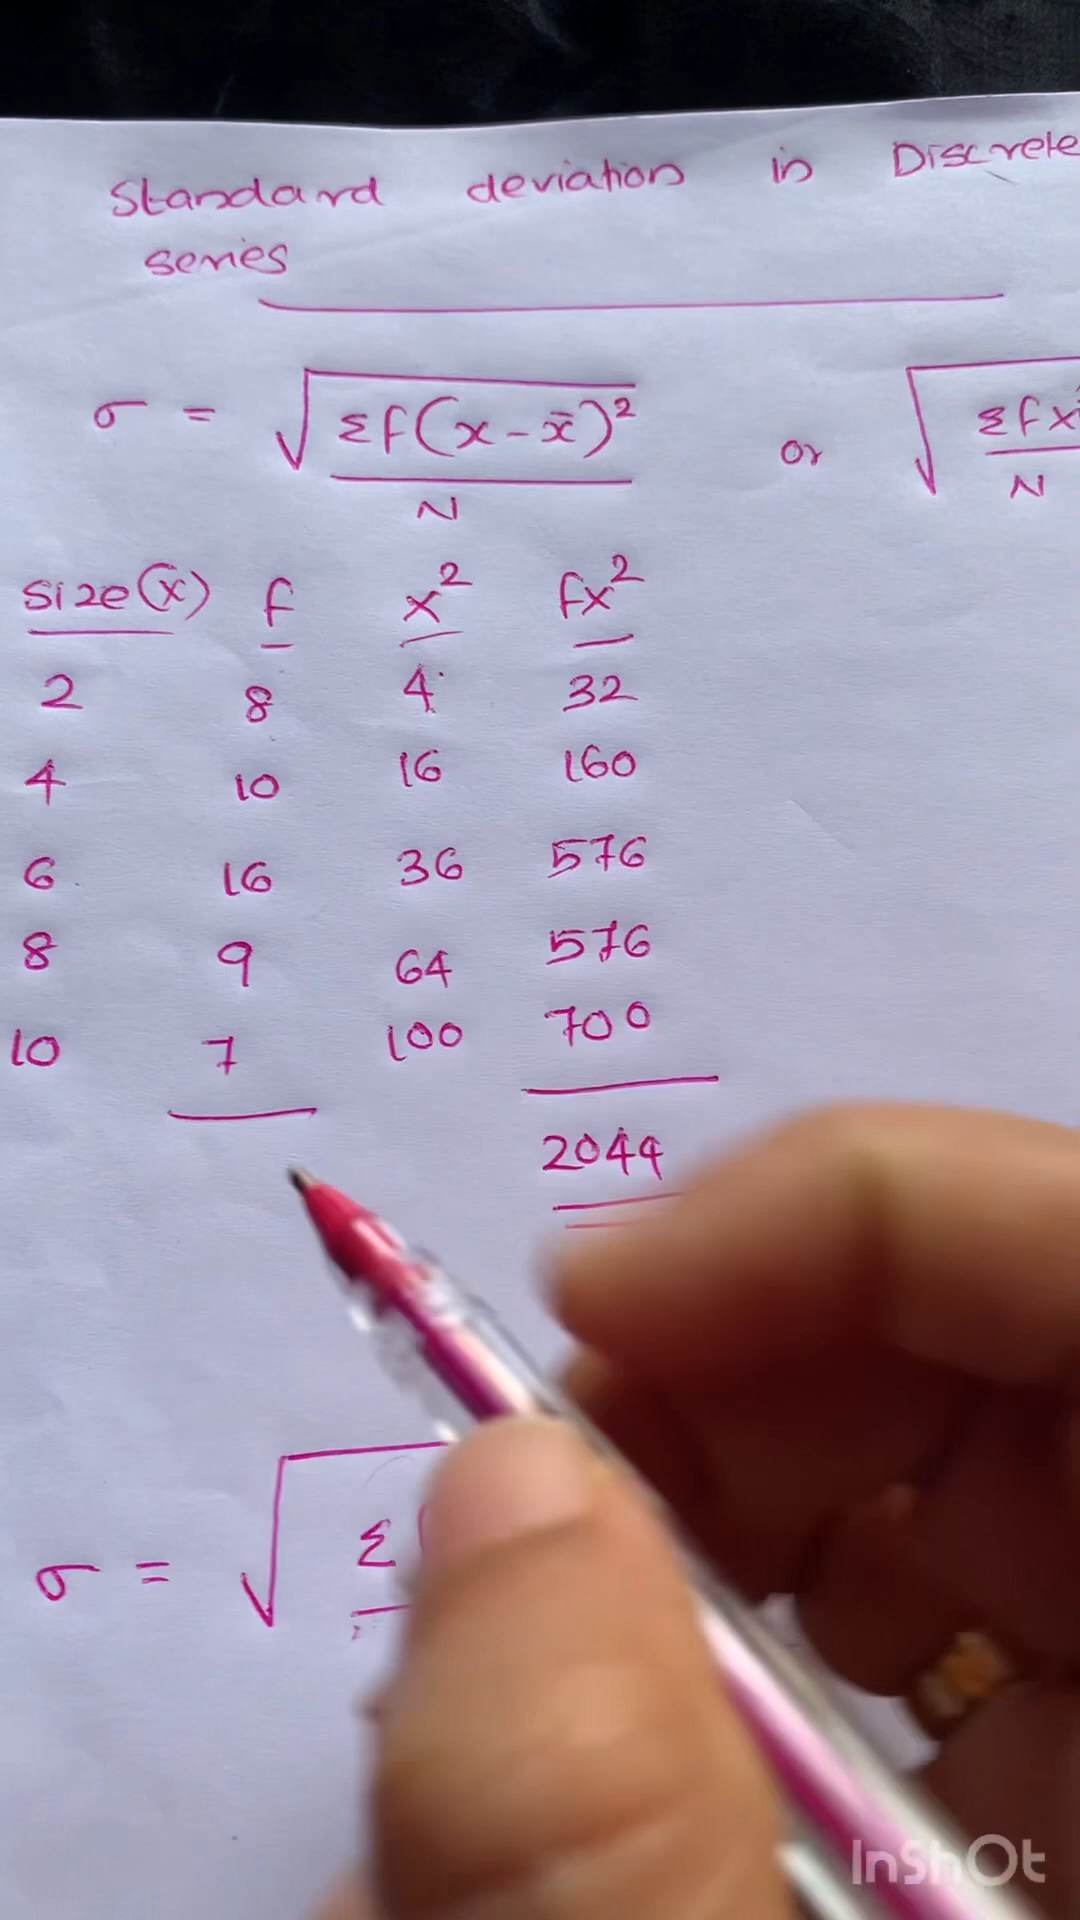 Standard deviation in Discrete
series
σ = √Σf(x-x̄)²/N or √Σfx²/N
Size(x) f x² fx²
2 8 4 32
4 10 16 160
6 16 36 576
8 9 64 576
10 7 100 700
2044
σ = √Σ
InShOt